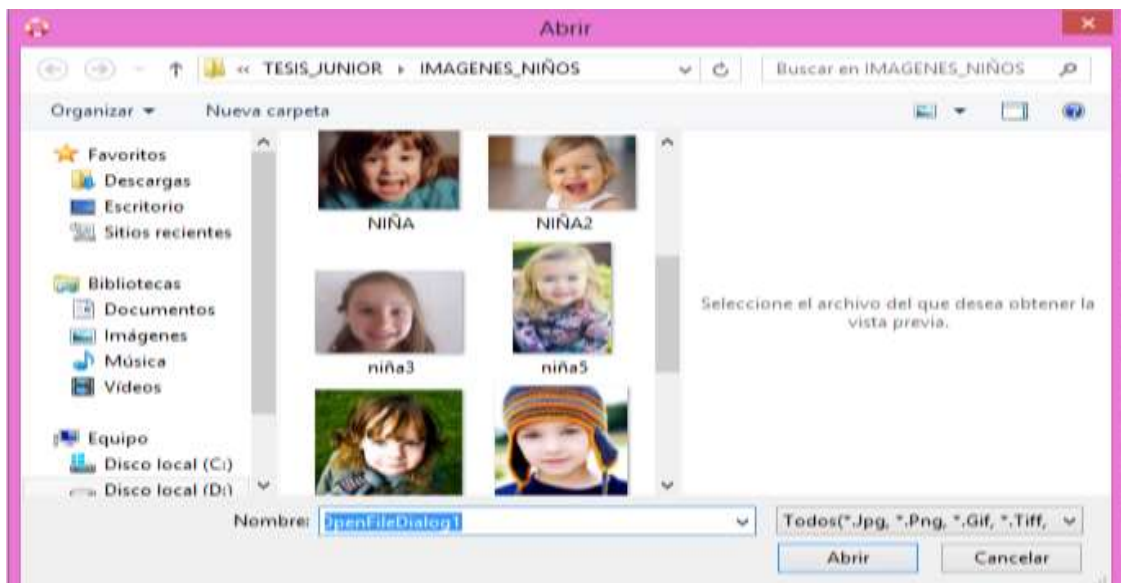 Abrir
« TESIS_JUNIOR IMAGENES_NIÑOS
Buscar en IMAGENES_NIÑOS
Organizar
Nueva carpeta
Favoritos
Descargas
Escritorio
Sitios recientes
Bibliotecas
Documentos
Imágenes
Música
Vídeos
Equipo
Disco local (C:)
Disco local (D:)
NIÑA
NIÑA2
niña3
niña5
Seleccione el archivo del que desea obtener la
vista previa.
Nombre: OpenFileDialog1
Todos(*.Jpg, *.Png, *.Gif, *.Tiff,
Abrir
Cancelar